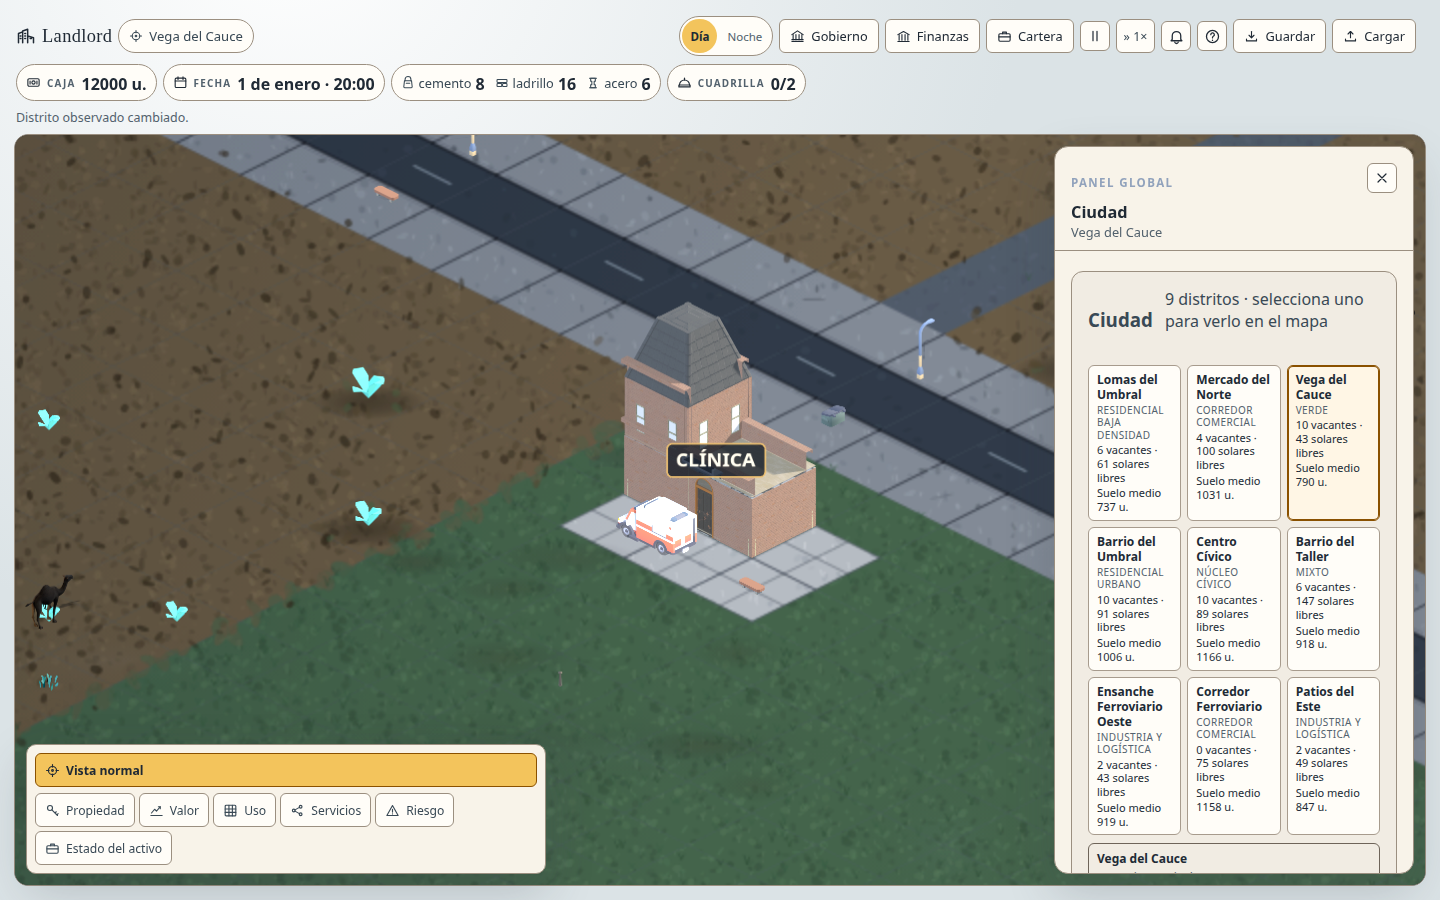 Landlord
Vega del Cauce
Día
Noche
Gobierno
Finanzas
Cartera
» 1×
Guardar
Cargar
CAJA 12000 u.
FECHA 1 de enero · 20:00
cemento 8 ladrillo 16 acero 6
CUADRILLA 0/2
Distrito observado cambiado.
CLÍNICA
PANEL GLOBAL
Ciudad
Vega del Cauce
Ciudad
9 distritos · selecciona uno
para verlo en el mapa
Lomas del
Umbral
RESIDENCIAL
BAJA
DENSIDAD
6 vacantes ·
61 solares
libres
Suelo medio
737 u.
Mercado del
Norte
CORREDOR
COMERCIAL
4 vacantes ·
100 solares
libres
Suelo medio
1031 u.
Vega del
Cauce
VERDE
10 vacantes ·
43 solares
libres
Suelo medio
790 u.
Barrio del
Umbral
RESIDENCIAL
URBANO
10 vacantes ·
91 solares
libres
Suelo medio
1006 u.
Centro
Cívico
NÚCLEO
CÍVICO
10 vacantes ·
89 solares
libres
Suelo medio
1166 u.
Barrio del
Taller
MIXTO
6 vacantes ·
147 solares
libres
Suelo medio
918 u.
Ensanche
Ferroviario
Oeste
INDUSTRIA Y
LOGÍSTICA
2 vacantes ·
43 solares
libres
Suelo medio
919 u.
Corredor
Ferroviario
CORREDOR
COMERCIAL
0 vacantes ·
75 solares
libres
Suelo medio
1158 u.
Patios del
Este
INDUSTRIA Y
LOGÍSTICA
2 vacantes ·
49 solares
libres
Suelo medio
847 u.
Vega del Cauce
Vista normal
Propiedad
Valor
Uso
Servicios
Riesgo
Estado del activo